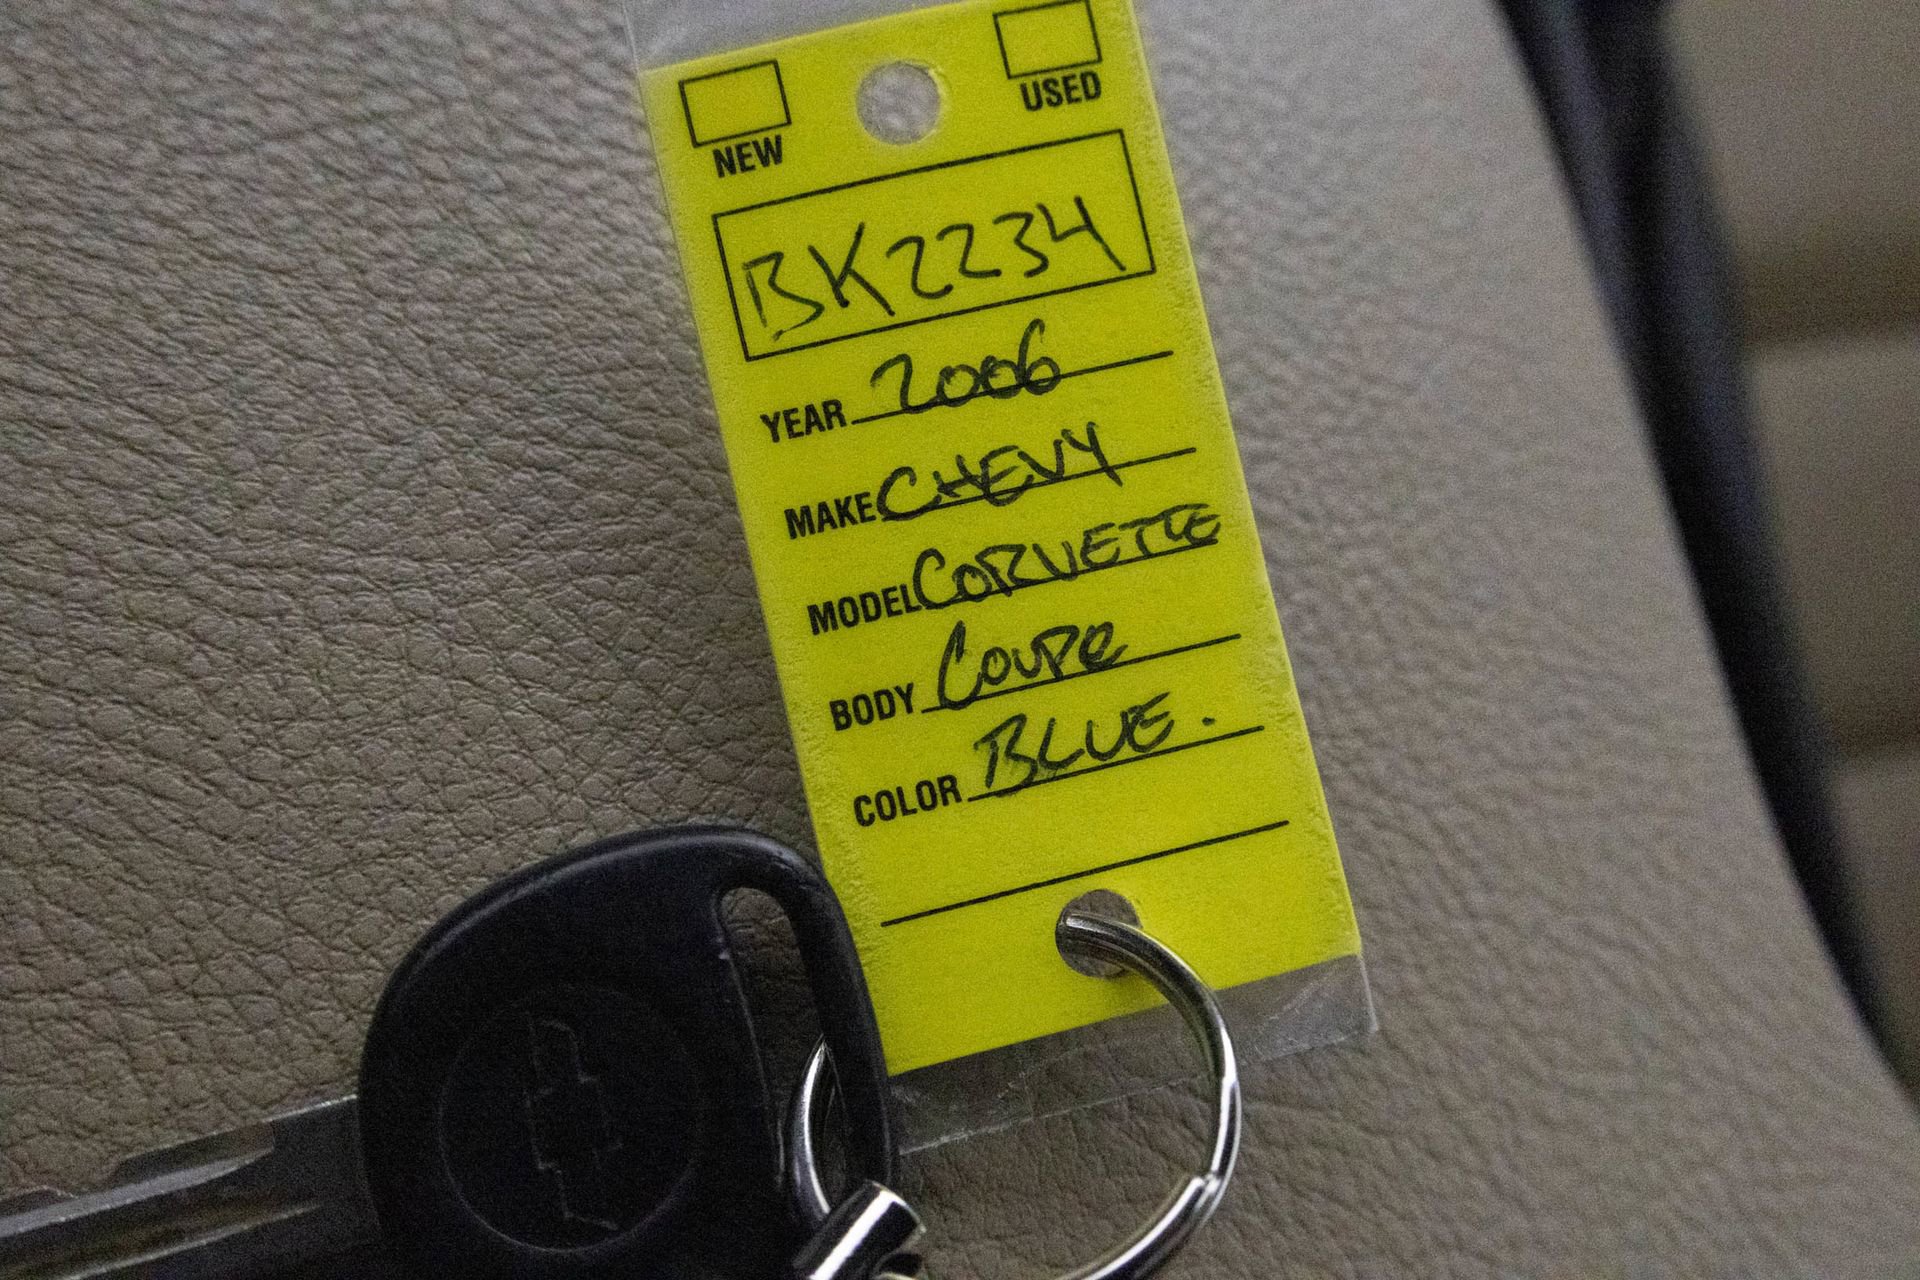 NEW USED
BK2234
YEAR 2006
MAKE CHEVY
MODEL CORVETTE
BODY Coupe
COLOR BLUE.